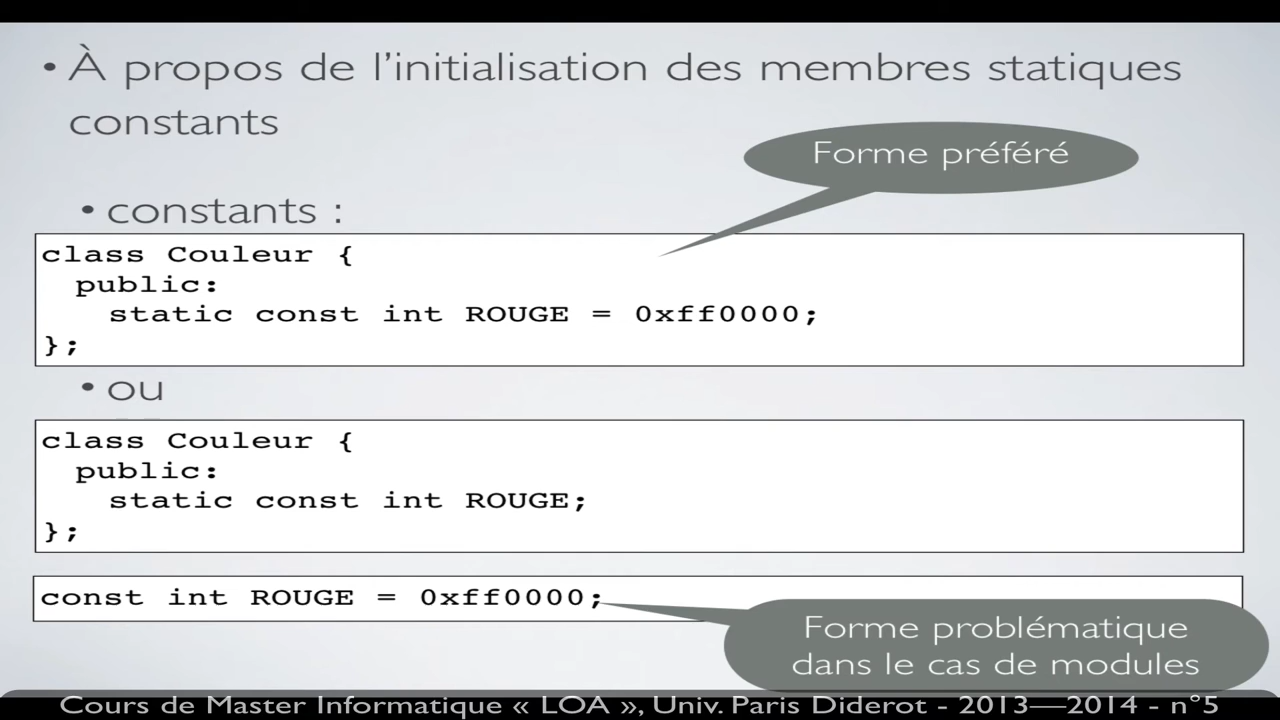 • À propos de l'initialisation des membres statiques
constants
Forme préféré
• constants :
class Couleur {
public:
static const int ROUGE = 0xff0000;
};
• ou
class Couleur {
public:
static const int ROUGE;
};
const int ROUGE = 0xff0000;
Forme problématique
dans le cas de modules
Cours de Master Informatique « LOA », Univ. Paris Diderot - 2013—2014 - n°5